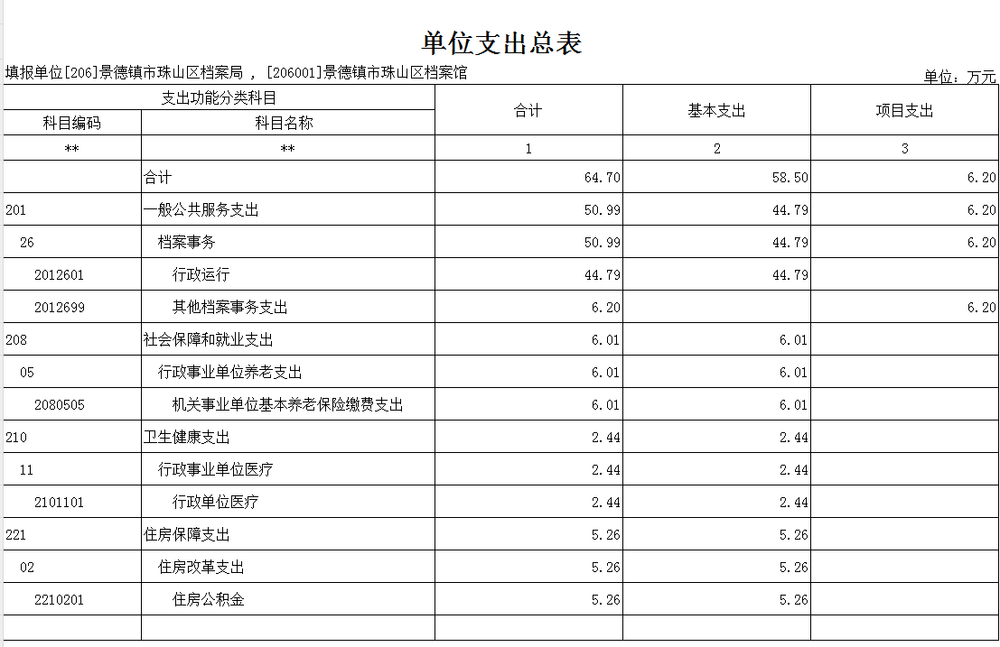 单位支出总表
填报单位[206]景德镇市珠山区档案局 , [206001]景德镇市珠山区档案馆 单位：万元
支出功能分类科目 合计 基本支出 项目支出
科目编码 科目名称
** ** 1 2 3
合计 64.70 58.50 6.20
201 一般公共服务支出 50.99 44.79 6.20
26 档案事务 50.99 44.79 6.20
2012601 行政运行 44.79 44.79
2012699 其他档案事务支出 6.20 6.20
208 社会保障和就业支出 6.01 6.01
05 行政事业单位养老支出 6.01 6.01
2080505 机关事业单位基本养老保险缴费支出 6.01 6.01
210 卫生健康支出 2.44 2.44
11 行政事业单位医疗 2.44 2.44
2101101 行政单位医疗 2.44 2.44
221 住房保障支出 5.26 5.26
02 住房改革支出 5.26 5.26
2210201 住房公积金 5.26 5.26